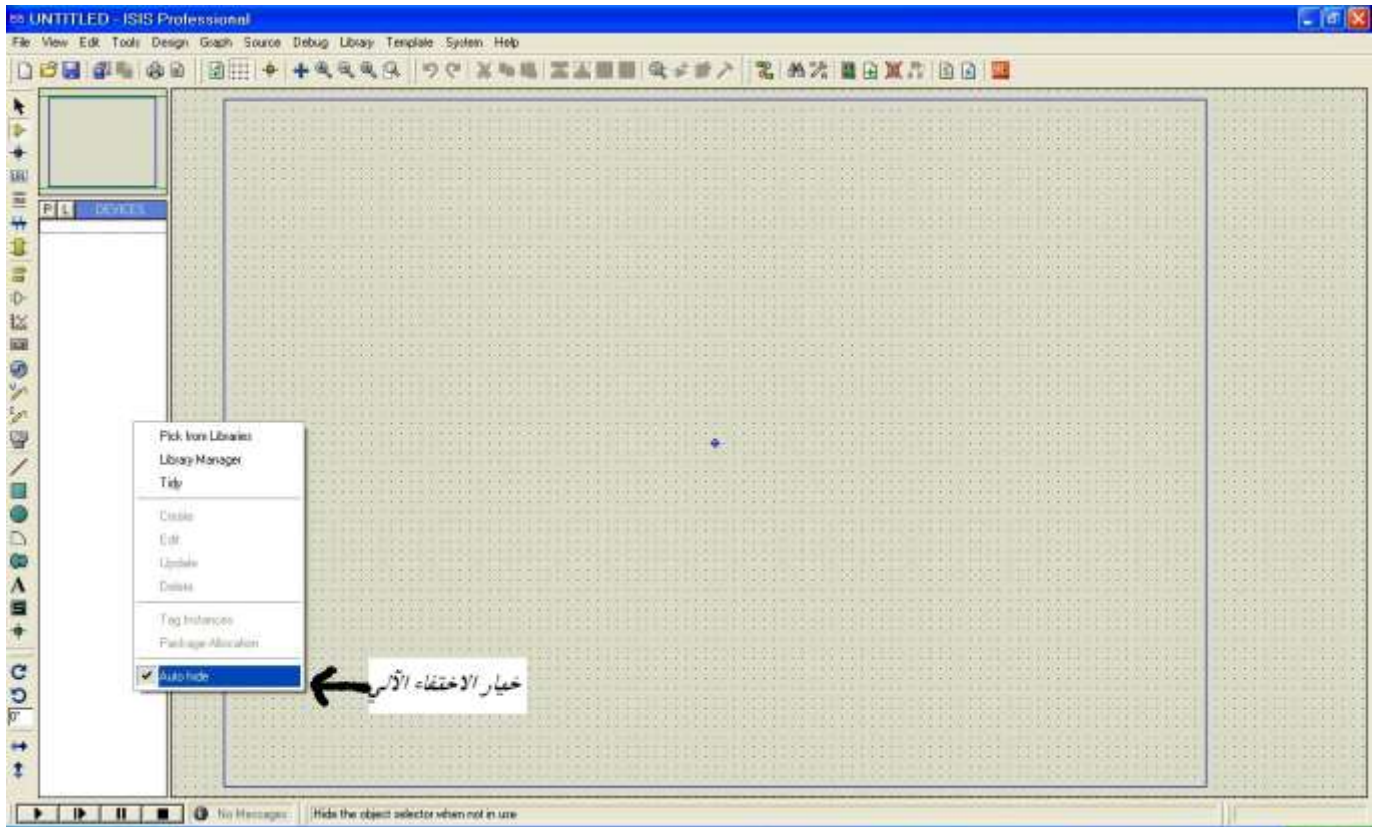 UNTITLED - ISIS Professional
File View Edit Tools Design Graph Source Debug Library Template System Help
P L DEVICES
Pick from Libraries
Library Manager
Tidy
Create
Edit
Update
Delete
Tag Instances
Package Allocation
Auto hide
خيار الاختفاء الآلي
No Messages
Hide the object selector when not in use